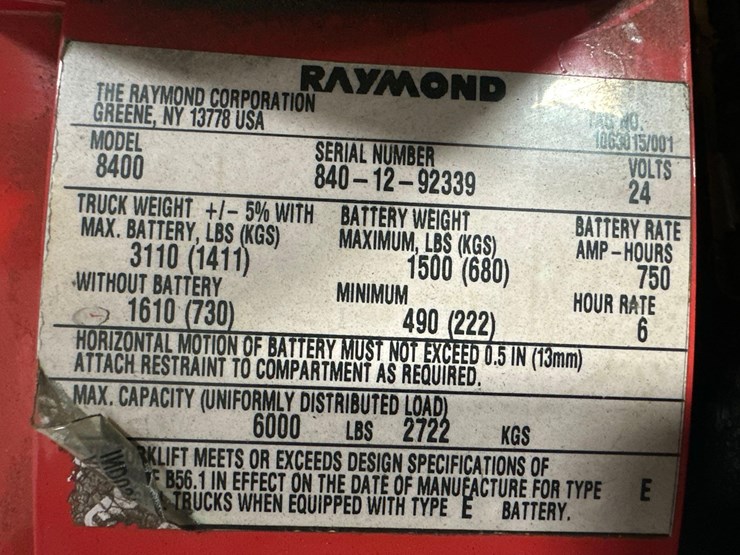 RAYMOND
THE RAYMOND CORPORATION
GREENE, NY 13778 USA
TAG NO.
1063015/001
MODEL
8400
SERIAL NUMBER
840-12-92339
VOLTS
24
TRUCK WEIGHT +/- 5% WITH
MAX. BATTERY, LBS (KGS)
3110 (1411)
WITHOUT BATTERY
1610 (730)
BATTERY WEIGHT
MAXIMUM, LBS (KGS)
1500 (680)
MINIMUM
490 (222)
BATTERY RATE
AMP-HOURS
750
HOUR RATE
6
HORIZONTAL MOTION OF BATTERY MUST NOT EXCEED 0.5 IN (13mm)
ATTACH RESTRAINT TO COMPARTMENT AS REQUIRED.
MAX. CAPACITY (UNIFORMLY DISTRIBUTED LOAD)
6000 LBS 2722 KGS
RKLIFT MEETS OR EXCEEDS DESIGN SPECIFICATIONS OF
B56.1 IN EFFECT ON THE DATE OF MANUFACTURE FOR TYPE E
TRUCKS WHEN EQUIPPED WITH TYPE E BATTERY.